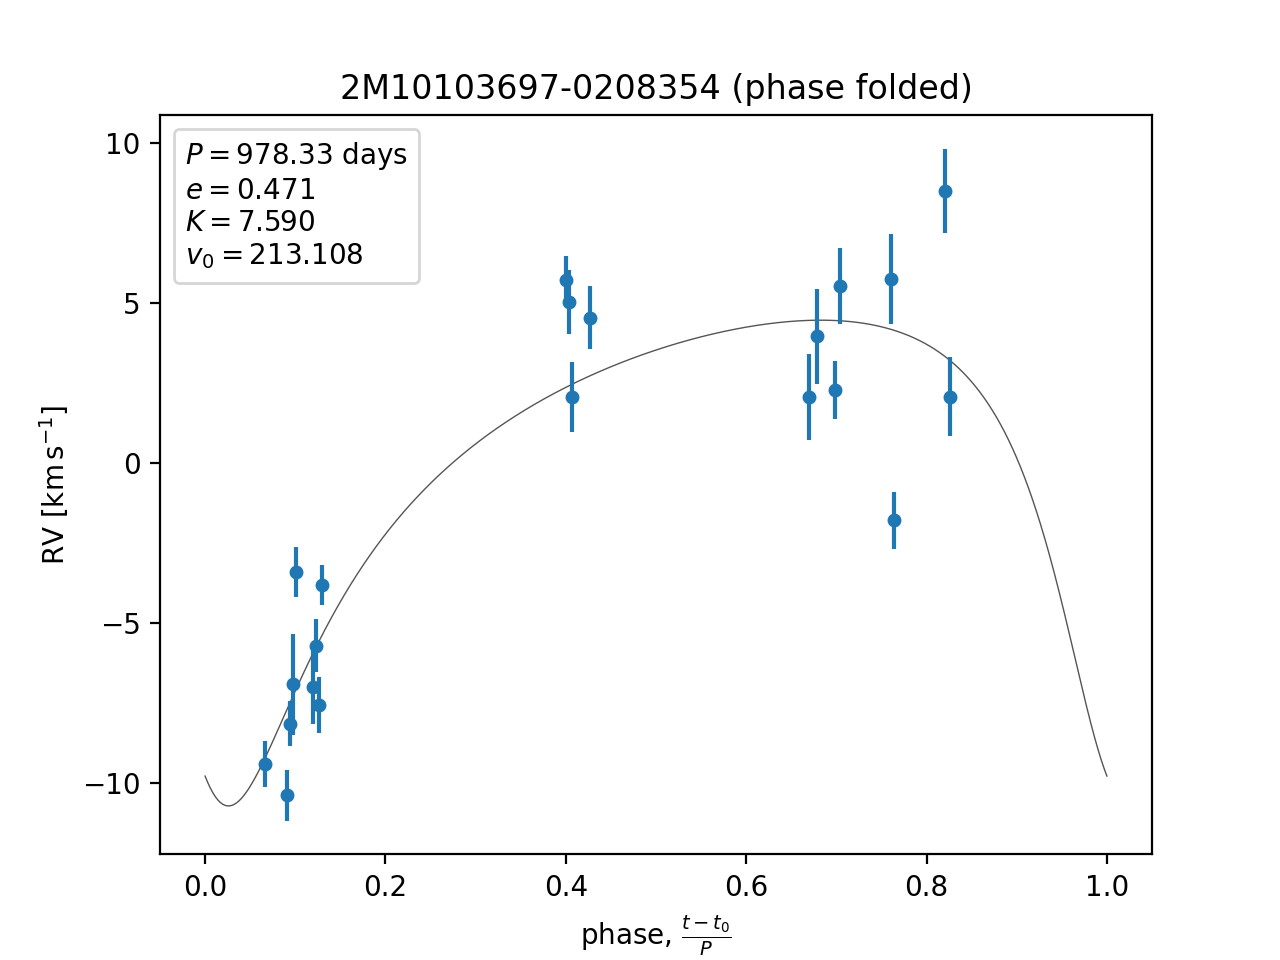 2M10103697-0208354 (phase folded)
P = 978.33 days
e = 0.471
K = 7.590
v₀ = 213.108
10
5
0
−5
−10
RV [km s⁻¹]
0.0 0.2 0.4 0.6 0.8 1.0
phase, (t − t₀)/P